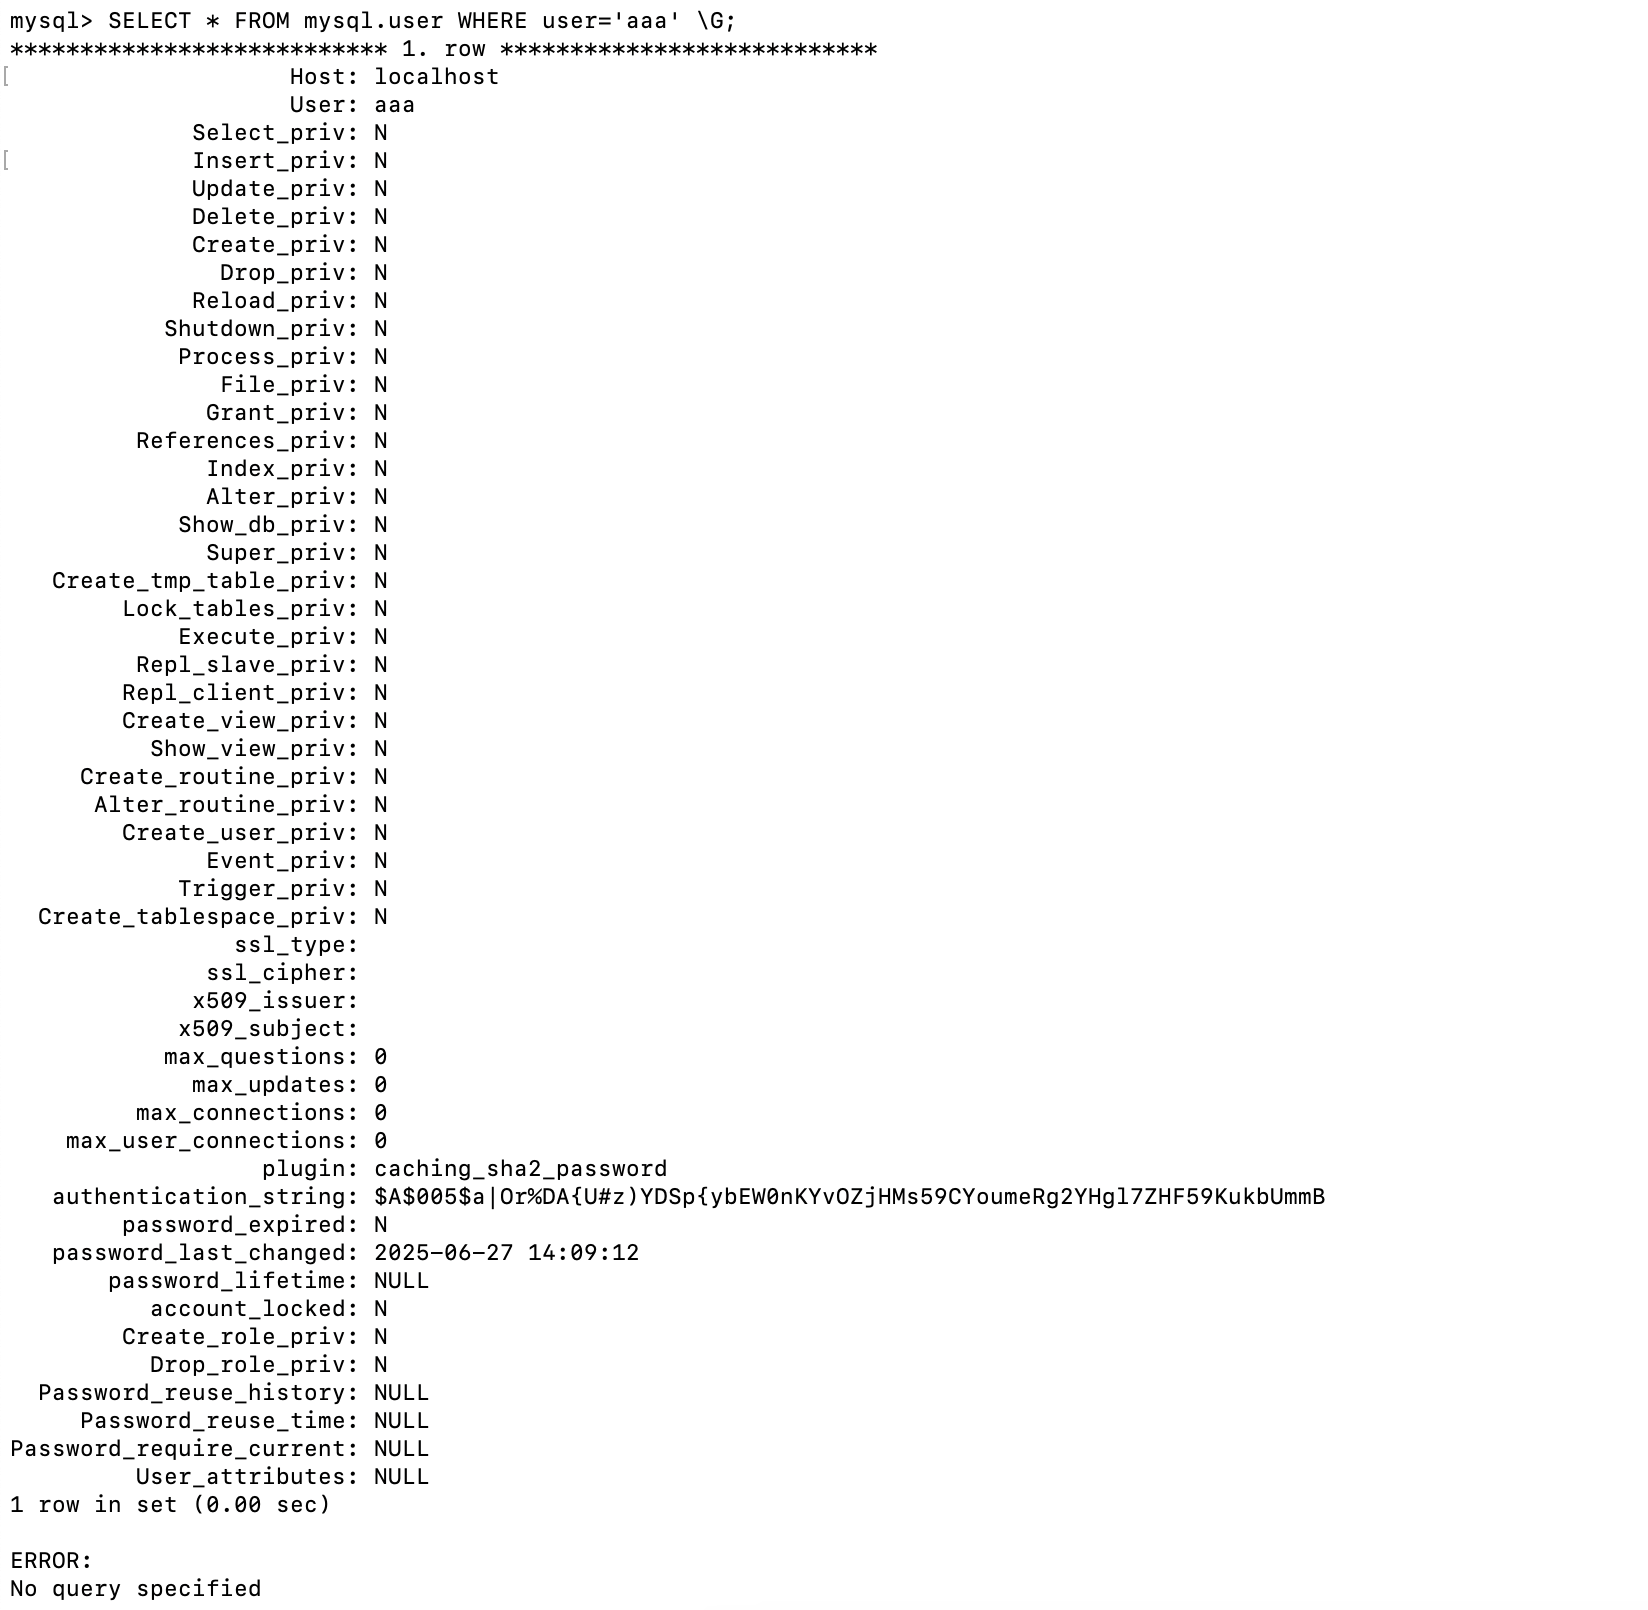 mysql> SELECT * FROM mysql.user WHERE user='aaa' \G;
*************************** 1. row ***************************
Host: localhost
User: aaa
Select_priv: N
Insert_priv: N
Update_priv: N
Delete_priv: N
Create_priv: N
Drop_priv: N
Reload_priv: N
Shutdown_priv: N
Process_priv: N
File_priv: N
Grant_priv: N
References_priv: N
Index_priv: N
Alter_priv: N
Show_db_priv: N
Super_priv: N
Create_tmp_table_priv: N
Lock_tables_priv: N
Execute_priv: N
Repl_slave_priv: N
Repl_client_priv: N
Create_view_priv: N
Show_view_priv: N
Create_routine_priv: N
Alter_routine_priv: N
Create_user_priv: N
Event_priv: N
Trigger_priv: N
Create_tablespace_priv: N
ssl_type:
ssl_cipher:
x509_issuer:
x509_subject:
max_questions: 0
max_updates: 0
max_connections: 0
max_user_connections: 0
plugin: caching_sha2_password
authentication_string: $A$005$a|Or%DA{U#z)YDSp{ybEW0nKYvOZjHMs59CYoumeRg2YHgl7ZHF59KukbUmmB
password_expired: N
password_last_changed: 2025-06-27 14:09:12
password_lifetime: NULL
account_locked: N
Create_role_priv: N
Drop_role_priv: N
Password_reuse_history: NULL
Password_reuse_time: NULL
Password_require_current: NULL
User_attributes: NULL
1 row in set (0.00 sec)
ERROR:
No query specified